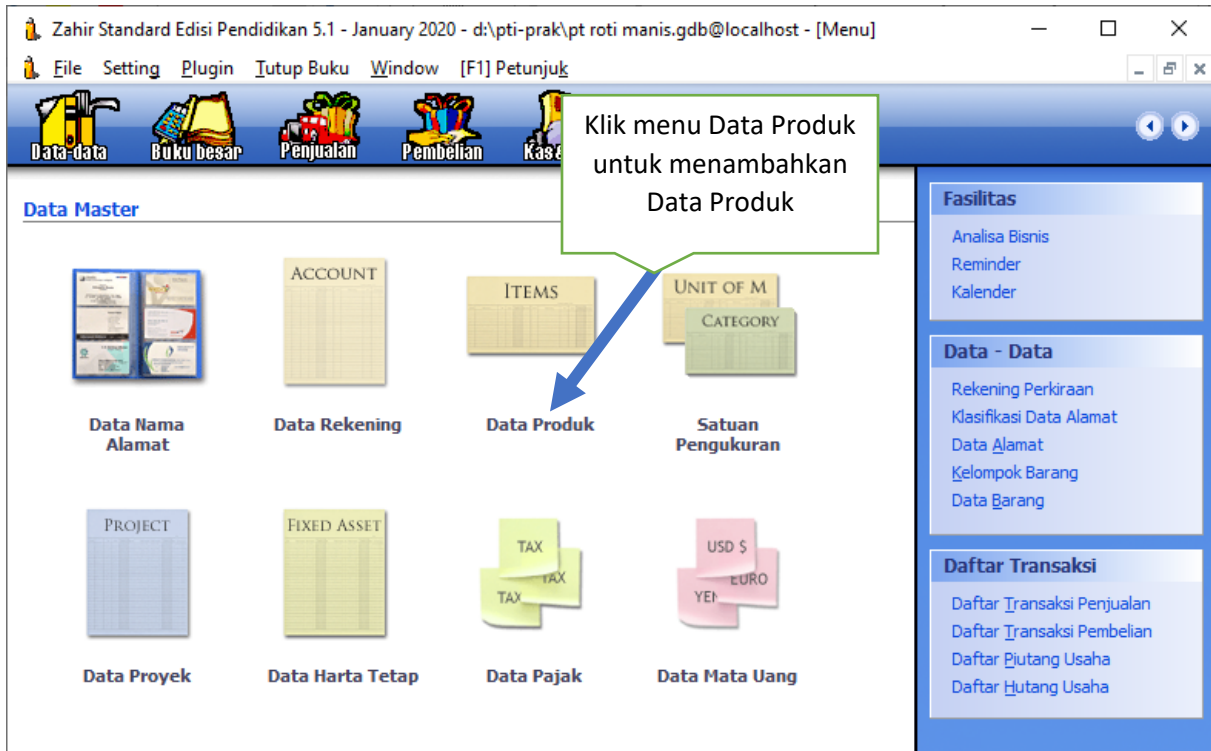 Zahir Standard Edisi Pendidikan 5.1 - January 2020 - d:\pti-prak\pt roti manis.gdb@localhost - [Menu]
File Setting Plugin Tutup Buku Window [F1] Petunjuk
Data-data Buku besar Penjualan Pembelian
Klik menu Data Produk
untuk menambahkan
Data Produk
Data Master
ACCOUNT
ITEMS
UNIT OF M
CATEGORY
Data Nama
Alamat
Data Rekening
Data Produk
Satuan
Pengukuran
PROJECT
FIXED ASSET
TAX
TAX
TAX
USD $
EURO
YEN
Data Proyek
Data Harta Tetap
Data Pajak
Data Mata Uang
Fasilitas
Analisa Bisnis
Reminder
Kalender
Data - Data
Rekening Perkiraan
Klasifikasi Data Alamat
Data Alamat
Kelompok Barang
Data Barang
Daftar Transaksi
Daftar Transaksi Penjualan
Daftar Transaksi Pembelian
Daftar Piutang Usaha
Daftar Hutang Usaha